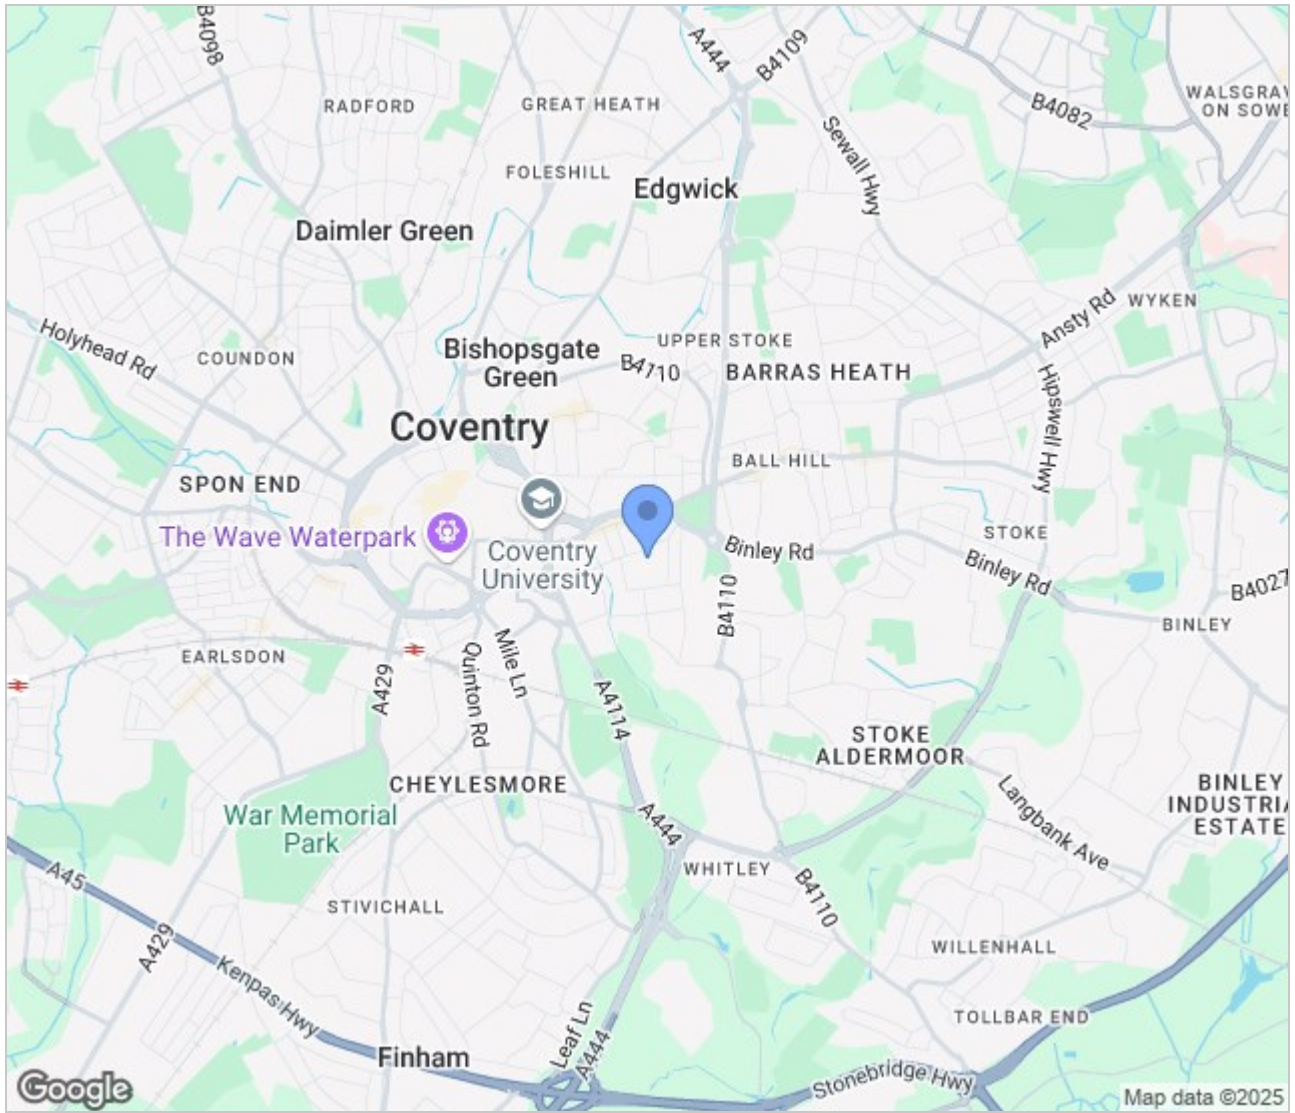 B4098
A444
B4109
RADFORD
GREAT HEATH
B4082
WALSGRAV
ON SOWE
Sewall Hwy
FOLESHILL
Edgwick
Daimler Green
Ansty Rd
WYKEN
Holyhead Rd
COUNDON
Bishopsgate
Green
UPPER STOKE
B4110
BARRAS HEATH
Hipswell Hwy
Coventry
BALL HILL
SPON END
The Wave Waterpark
Coventry
University
Binley Rd
STOKE
Binley Rd
B4027
B4110
BINLEY
EARLSDON
A429
Quinton Rd
Mile Ln
A4114
STOKE
ALDERMOOR
CHEYLESMORE
Langbank Ave
BINLEY
INDUSTRIA
ESTATE
War Memorial
Park
A444
WHITLEY
A45
B4110
STIVICHALL
A429
WILLENHALL
Kenpas Hwy
TOLLBAR END
Leaf Ln
A444
Finham
Stonebridge Hwy
Google
Map data ©2025